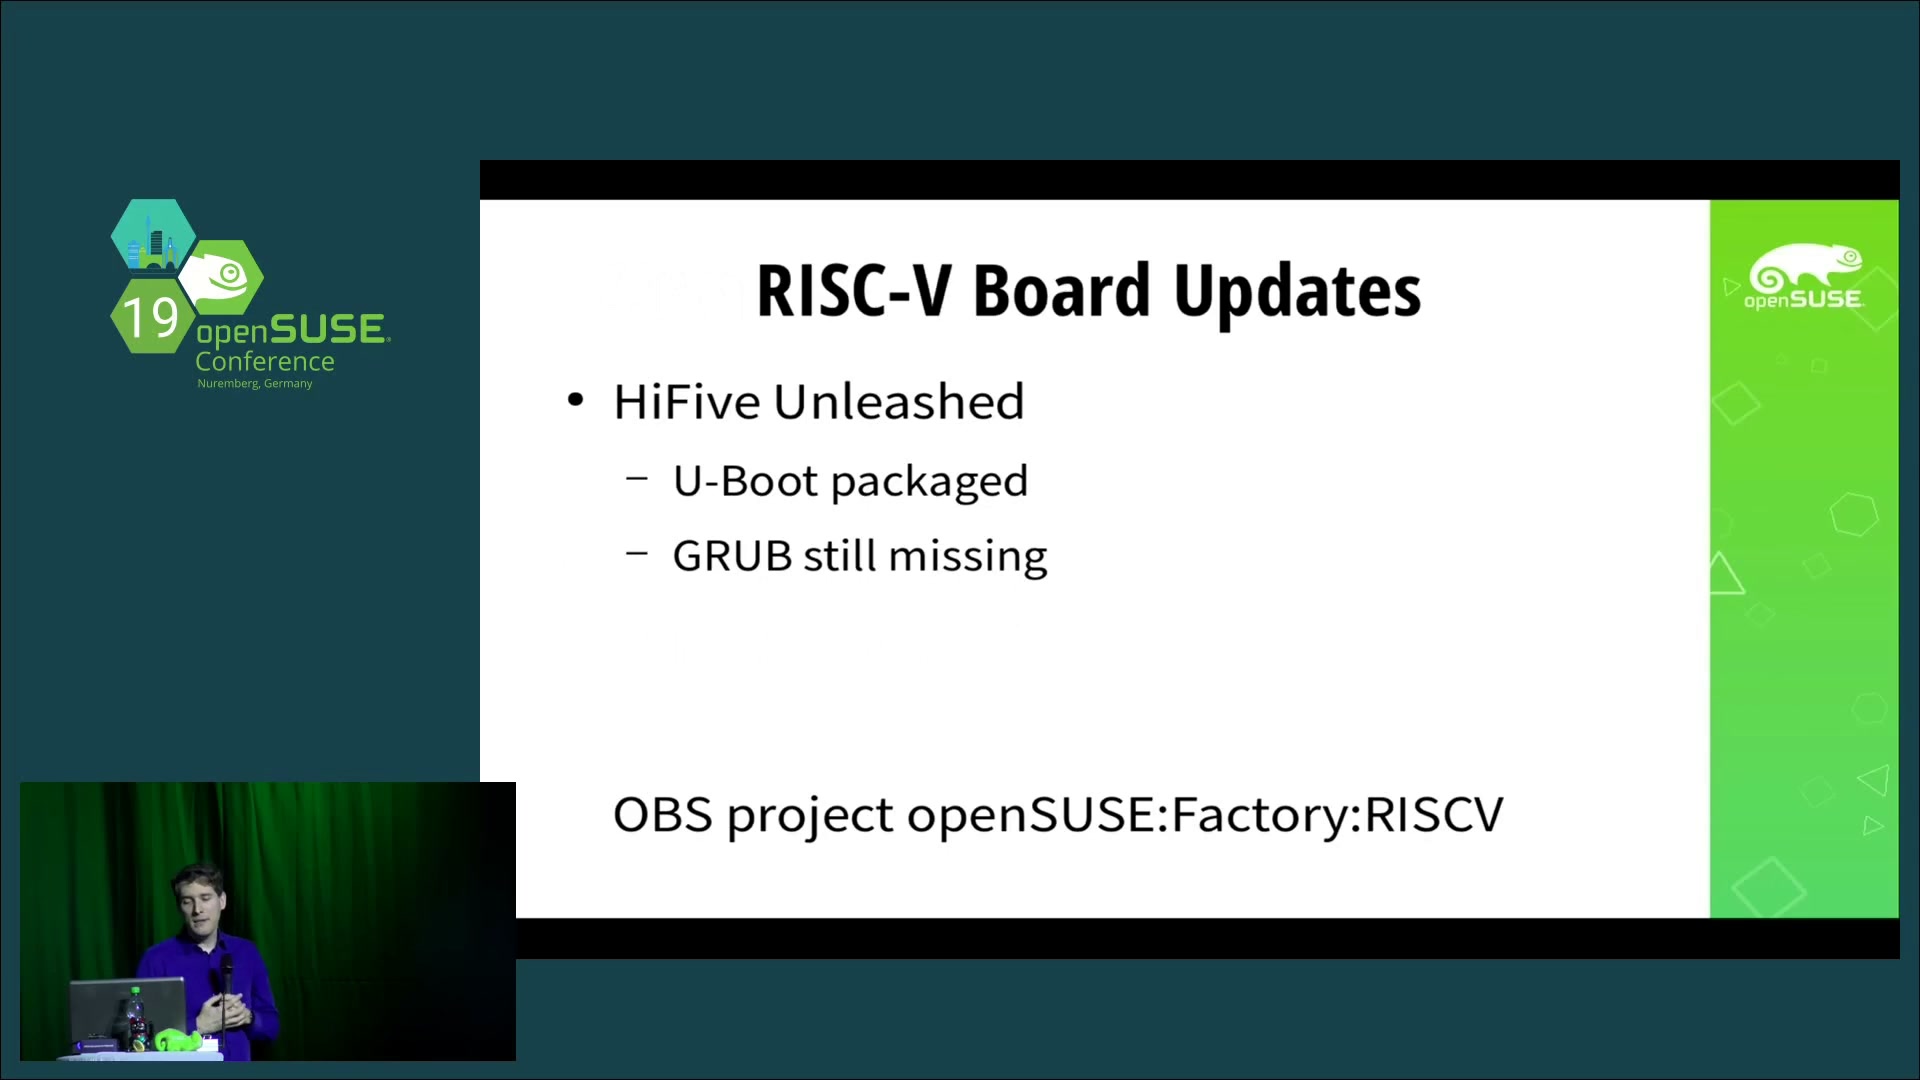 19
openSUSE
Conference
Nuremberg, Germany
RISC-V Board Updates
openSUSE
• HiFive Unleashed
– U-Boot packaged
– GRUB still missing
OBS project openSUSE:Factory:RISCV